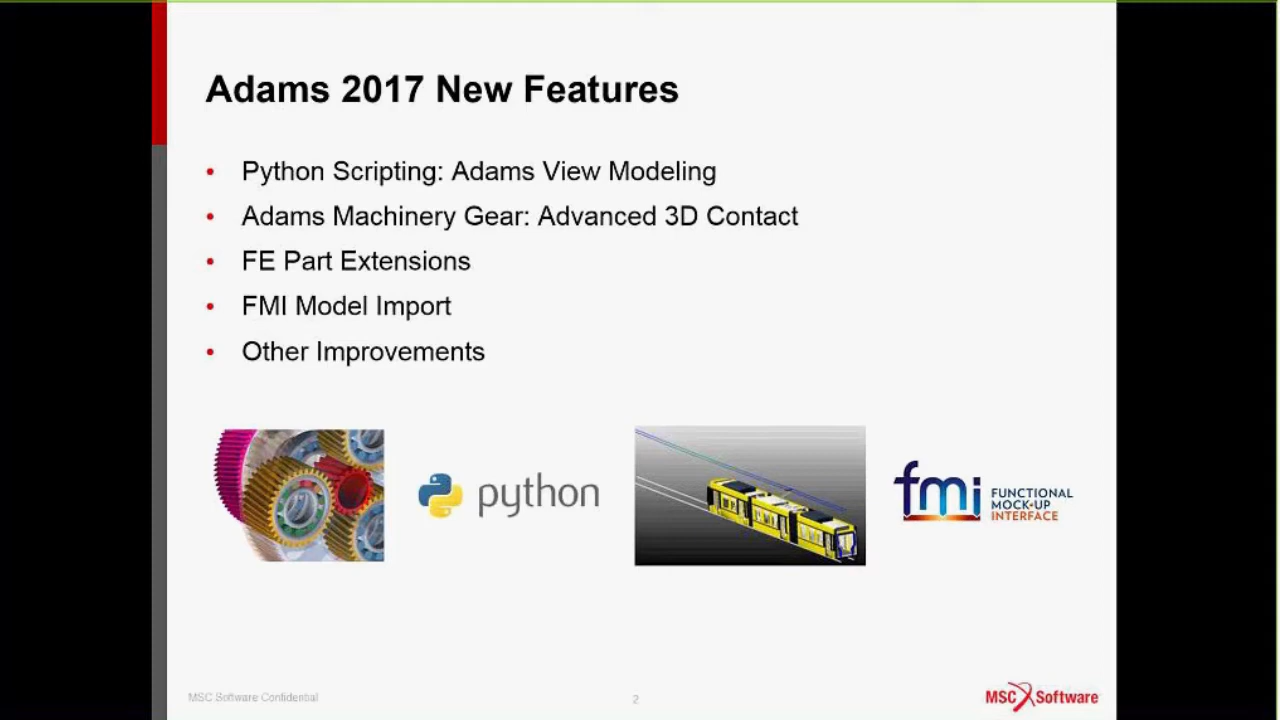 Adams 2017 New Features
• Python Scripting: Adams View Modeling
• Adams Machinery Gear: Advanced 3D Contact
• FE Part Extensions
• FMI Model Import
• Other Improvements
python
fmi FUNCTIONAL
MOCK-UP
INTERFACE
MSC Software Confidential
2
MSC Software